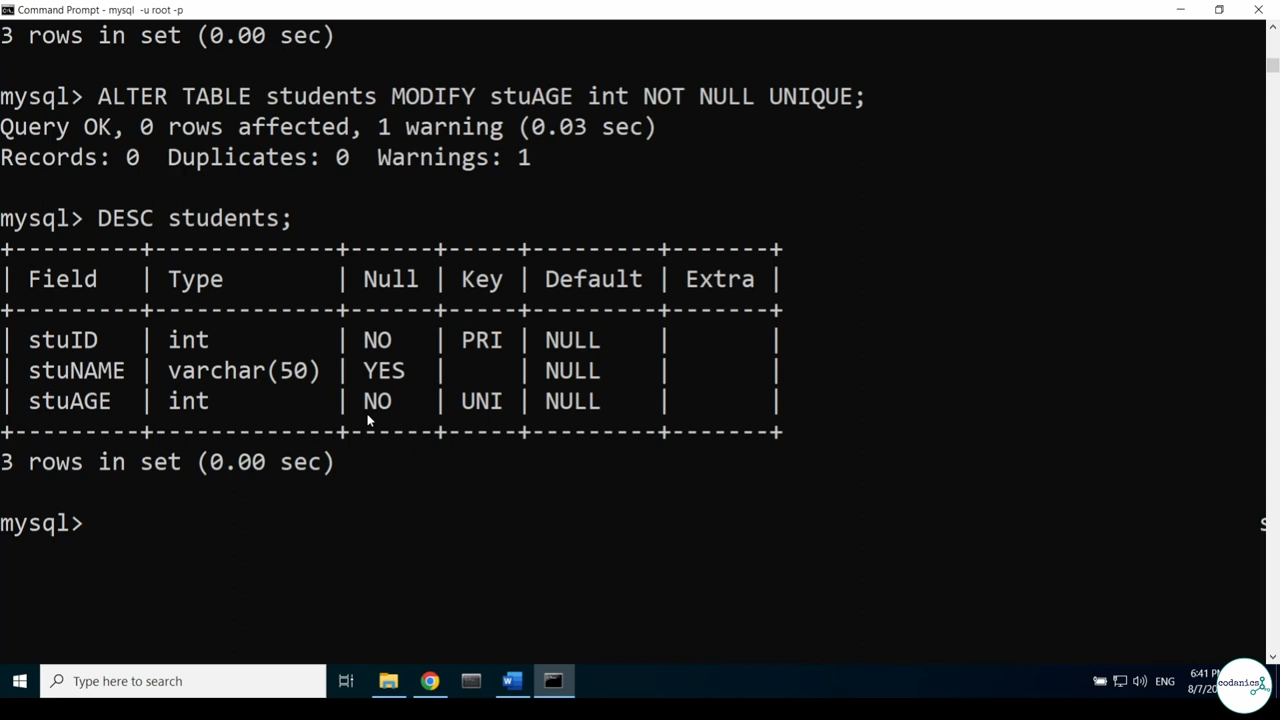 Command Prompt - mysql -u root -p
3 rows in set (0.00 sec)
mysql> ALTER TABLE students MODIFY stuAGE int NOT NULL UNIQUE;
Query OK, 0 rows affected, 1 warning (0.03 sec)
Records: 0  Duplicates: 0  Warnings: 1
mysql> DESC students;
+---------+-------------+------+-----+---------+-------+
| Field   | Type        | Null | Key | Default | Extra |
+---------+-------------+------+-----+---------+-------+
| stuID   | int         | NO   | PRI | NULL    |       |
| stuNAME | varchar(50) | YES  |     | NULL    |       |
| stuAGE  | int         | NO   | UNI | NULL    |       |
+---------+-------------+------+-----+---------+-------+
3 rows in set (0.00 sec)
mysql>
Type here to search
ENG
6:41
codanics